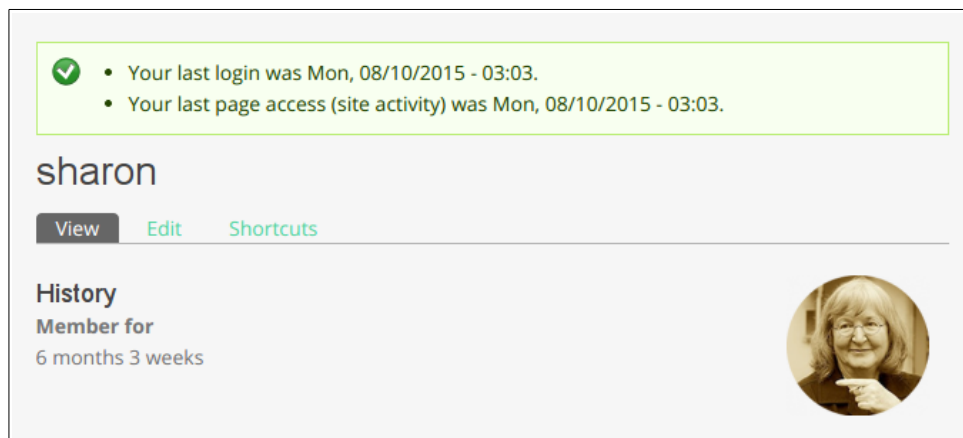 Your last login was Mon, 08/10/2015 - 03:03.
Your last page access (site activity) was Mon, 08/10/2015 - 03:03.
sharon
View Edit Shortcuts
History
Member for
6 months 3 weeks